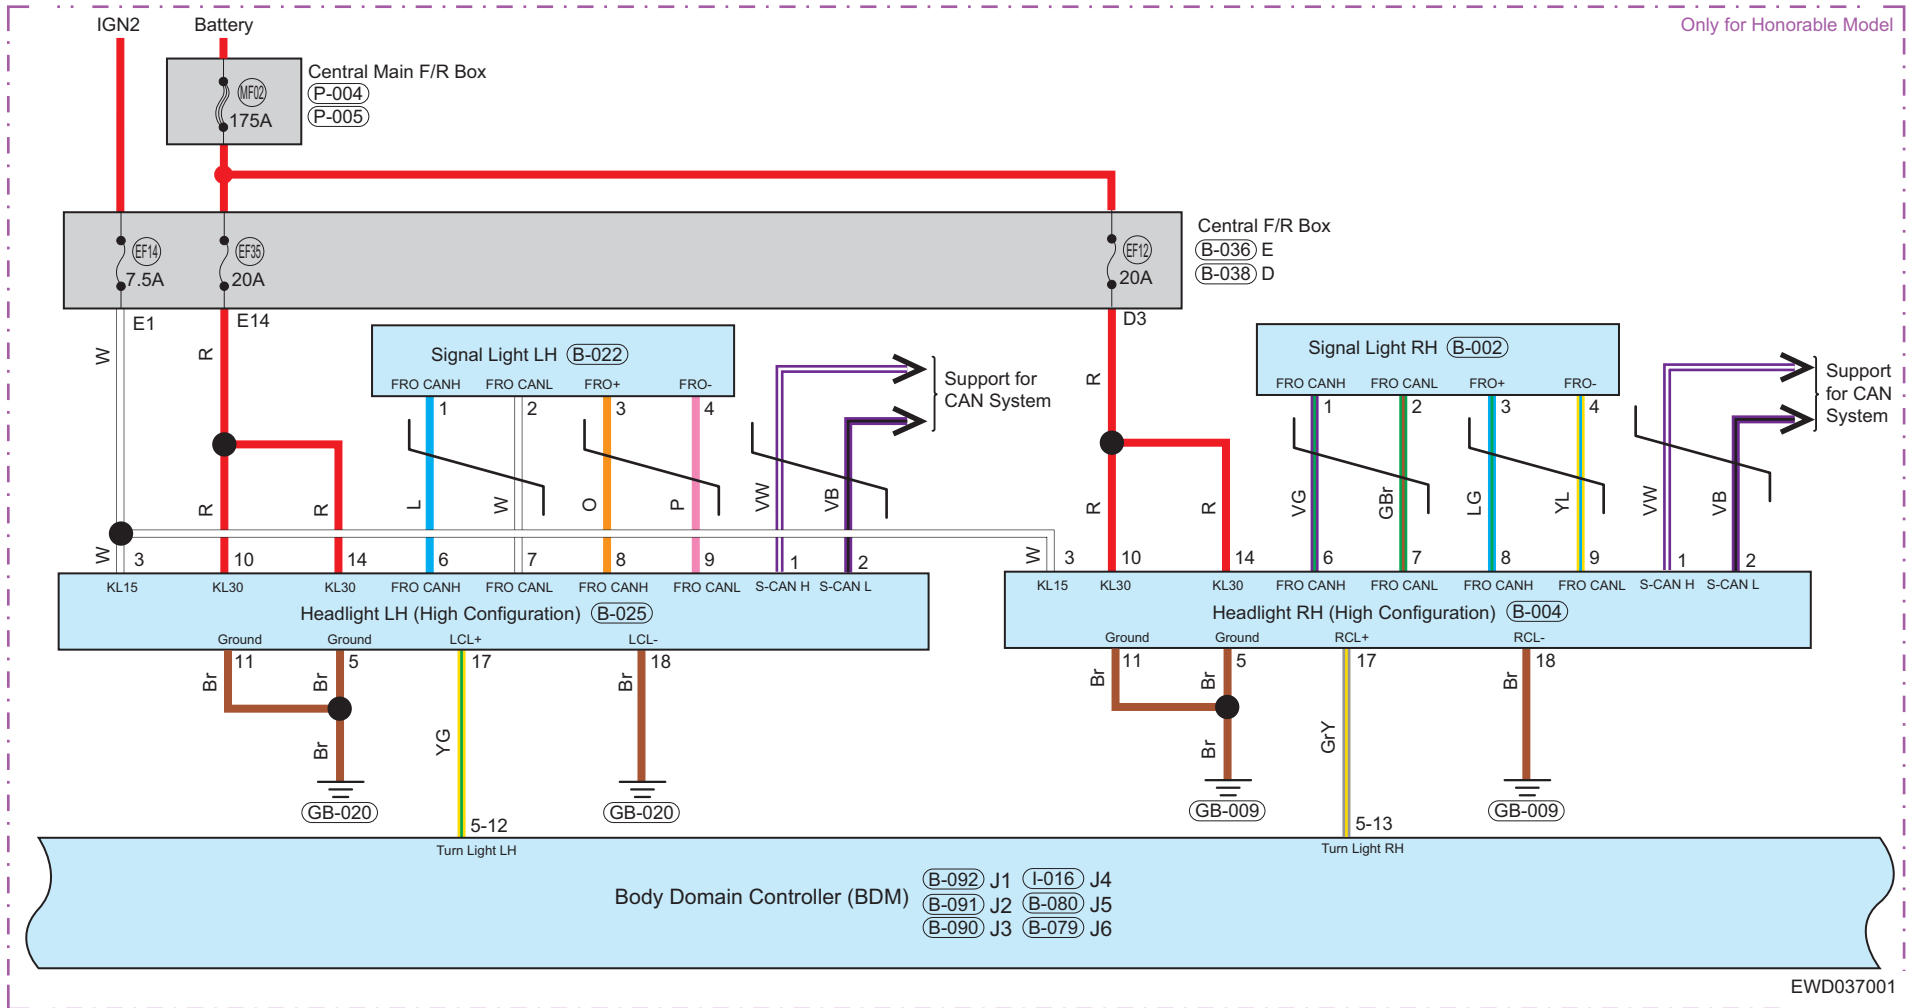 IGN2
Battery
Only for Honorable Model
Central Main F/R Box
MF02
P-004
175A
P-005
Central F/R Box
EF14
EF35
EF12
B-036 E
7.5A
20A
20A
B-038 D
E1
E14
D3
W
R
R
Signal Light LH B-022
FRO CANH FRO CANL FRO+ FRO-
1 2 3 4
Support for
CAN System
Signal Light RH B-002
FRO CANH FRO CANL FRO+ FRO-
1 2 3 4
Support
for CAN
System
R R L W O P VW VB
R R VG GBr LG YL VW VB
W 3 10 14 6 7 8 9 1 2
W 3 10 14 6 7 8 9 1 2
KL15 KL30 KL30 FRO CANH FRO CANL FRO CANH FRO CANL S-CAN H S-CAN L
KL15 KL30 KL30 FRO CANH FRO CANL FRO CANH FRO CANL S-CAN H S-CAN L
Headlight LH (High Configuration) B-025
Headlight RH (High Configuration) B-004
Ground Ground LCL+ LCL-
Ground Ground RCL+ RCL-
11 5 17 18
11 5 17 18
Br Br Br
Br Br Br
Br YG
Br GrY
GB-020 GB-020
GB-009 GB-009
5-12
5-13
Turn Light LH
Turn Light RH
Body Domain Controller (BDM)
B-092 J1 I-016 J4
B-091 J2 B-080 J5
B-090 J3 B-079 J6
EWD037001